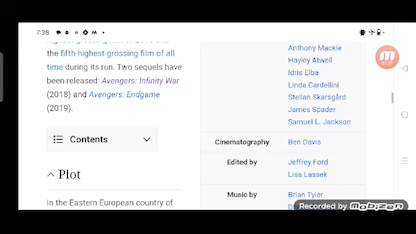 7:38
the fifth-highest-grossing film of all
time during its run. Two sequels have
been released: Avengers: Infinity War
(2018) and Avengers: Endgame
(2019).
Contents
Plot
In the Eastern European country of
Anthony Mackie
Hayley Atwell
Idris Elba
Linda Cardellini
Stellan Skarsgård
James Spader
Samuel L. Jackson
Cinematography Ben Davis
Edited by Jeffrey Ford
Lisa Lassek
Music by Brian Tyler
Recorded by Mobizen